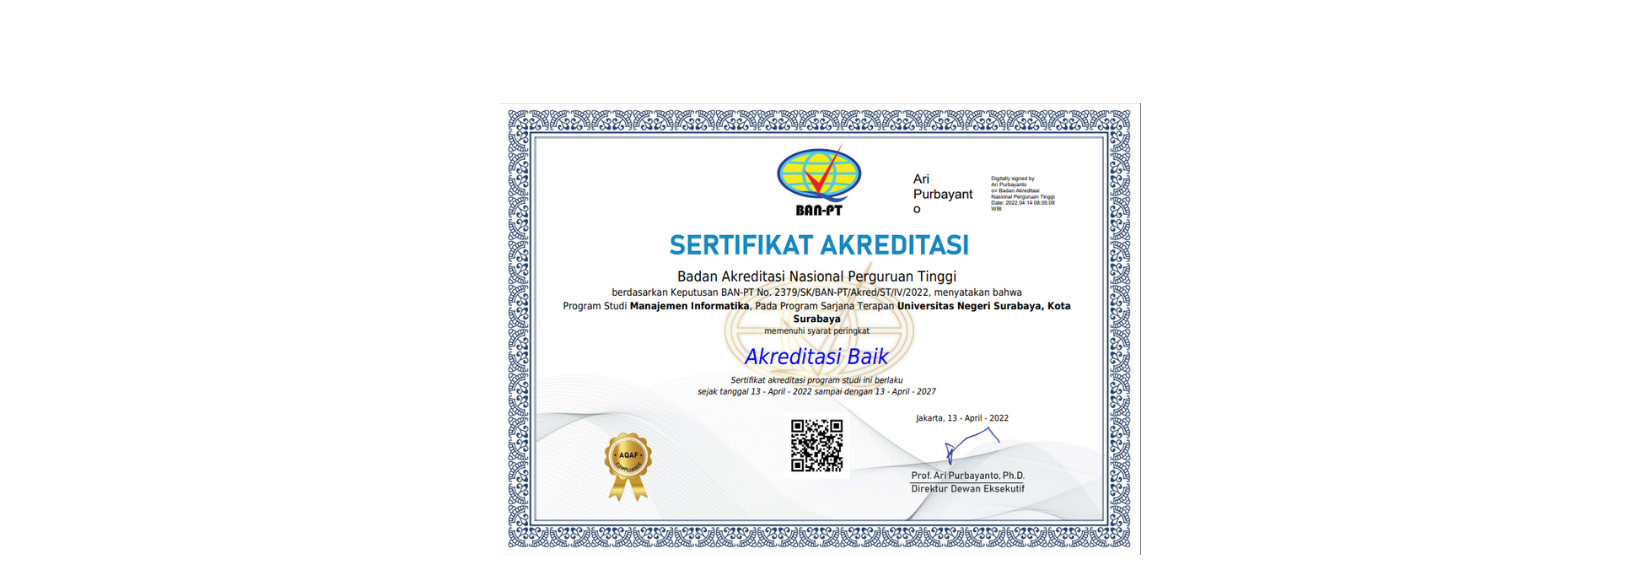 BAN-PT
Ari
Purbayant
o
Digitally signed by
Ari Purbayanto
o= Badan Akreditasi
Nasional Perguruan Tinggi
Date: 2022.04.14 08:05:08
WIB
SERTIFIKAT AKREDITASI
Badan Akreditasi Nasional Perguruan Tinggi
berdasarkan Keputusan BAN-PT No. 2379/SK/BAN-PT/Akred/ST/IV/2022, menyatakan bahwa
Program Studi Manajemen Informatika, Pada Program Sarjana Terapan Universitas Negeri Surabaya, Kota
Surabaya
memenuhi syarat peringkat
Akreditasi Baik
Sertifikat akreditasi program studi ini berlaku
sejak tanggal 13 - April - 2022 sampai dengan 13 - April - 2027
Jakarta, 13 - April - 2022
AQAF
COMPLIANCE
Prof. Ari Purbayanto, Ph.D.
Direktur Dewan Eksekutif